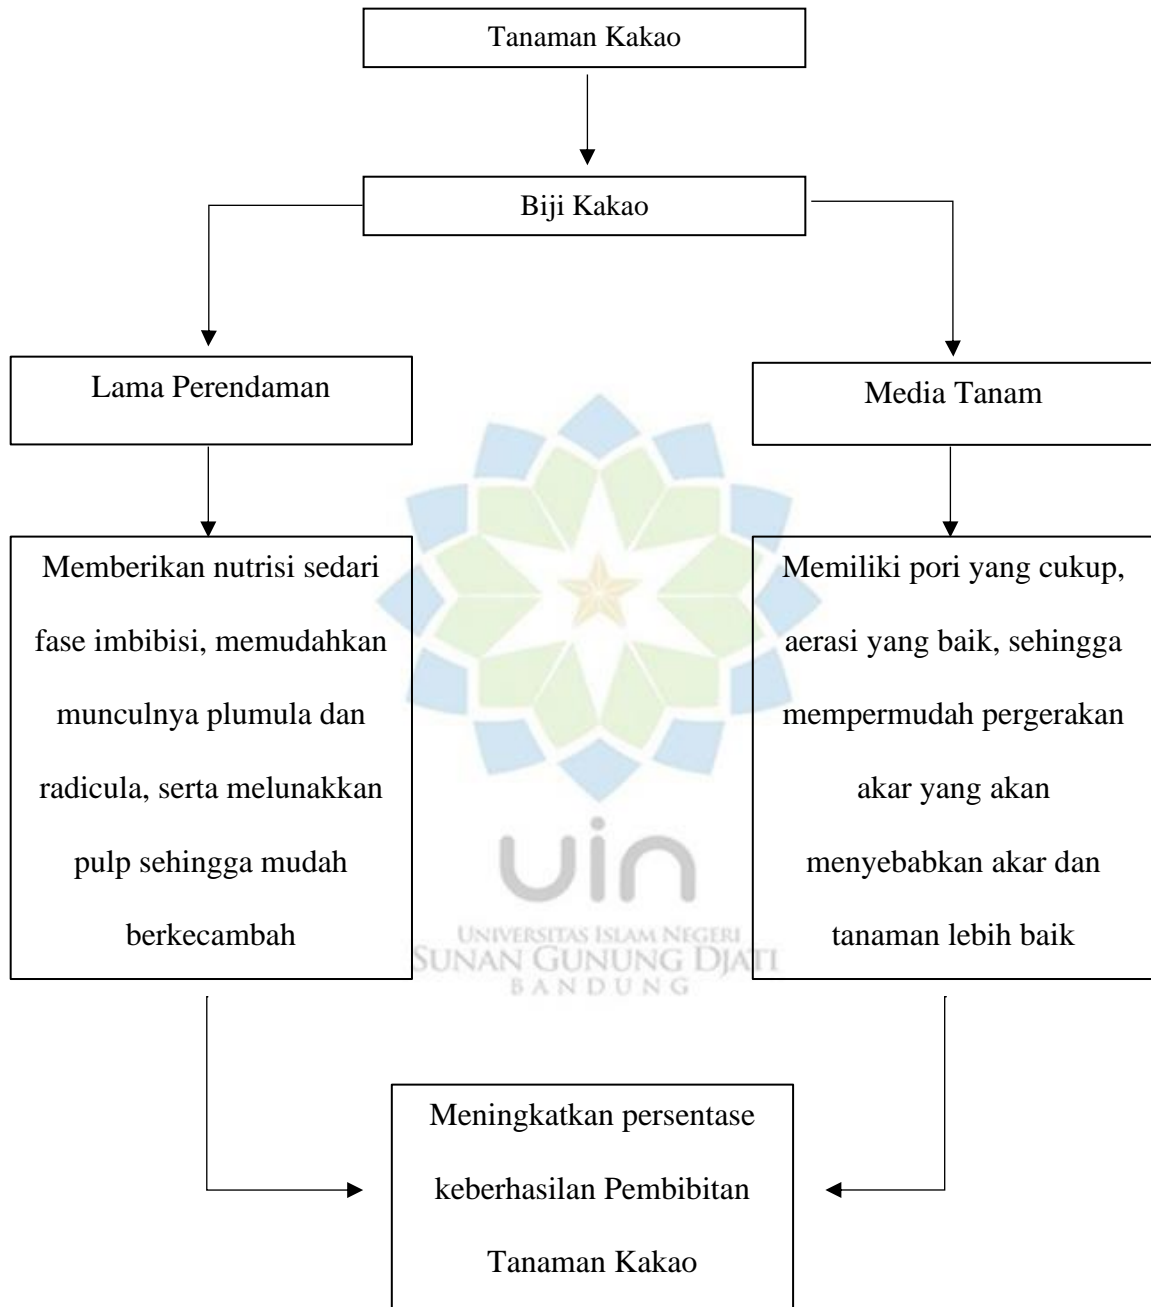 Tanaman Kakao
Biji Kakao
Lama Perendaman
Media Tanam
Memberikan nutrisi sedari
fase imbibisi, memudahkan
munculnya plumula dan
radicula, serta melunakkan
pulp sehingga mudah
berkecambah
Memiliki pori yang cukup,
aerasi yang baik, sehingga
mempermudah pergerakan
akar yang akan
menyebabkan akar dan
tanaman lebih baik
uin
UNIVERSITAS ISLAM NEGERI
SUNAN GUNUNG DJATI
BANDUNG
Meningkatkan persentase
keberhasilan Pembibitan
Tanaman Kakao